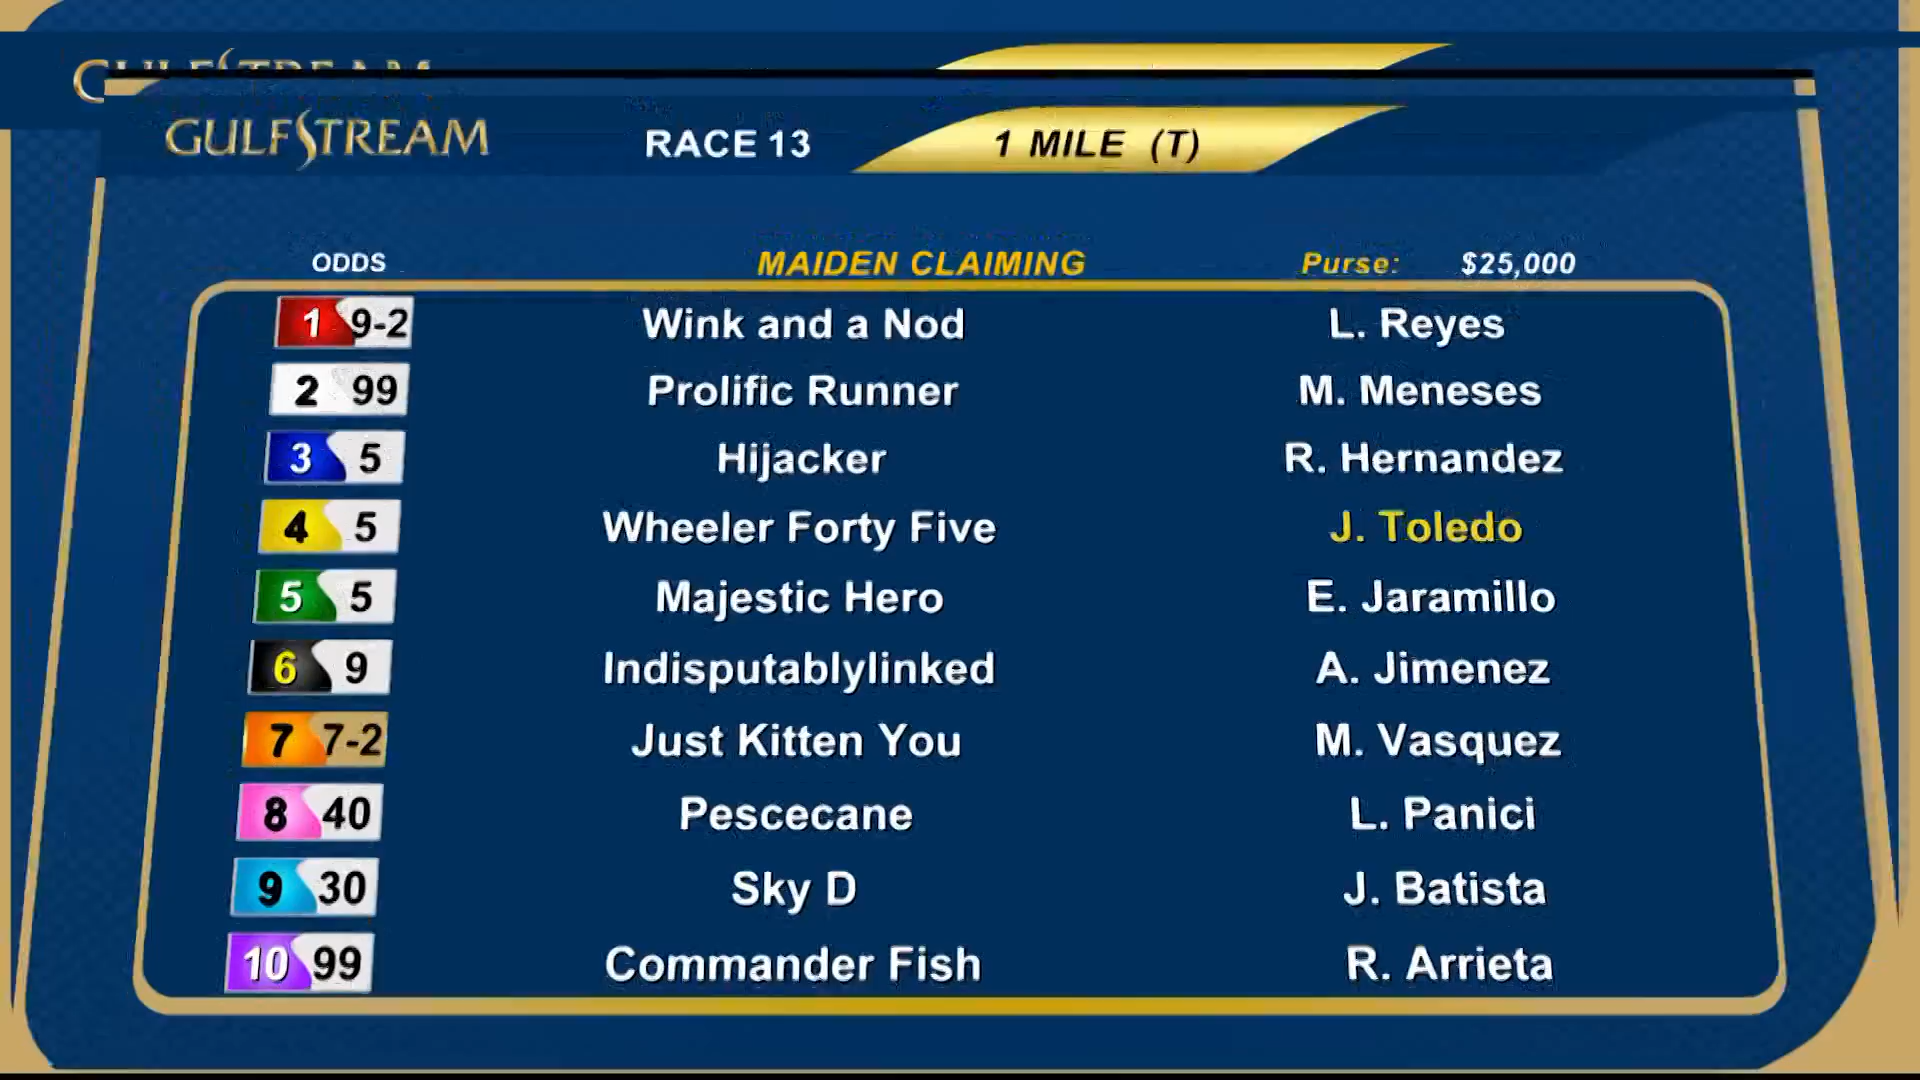 GULFSTREAM
GULFSTREAM RACE 13 1 MILE (T)
ODDS MAIDEN CLAIMING Purse: $25,000
1 9-2 Wink and a Nod L. Reyes
2 99 Prolific Runner M. Meneses
3 5 Hijacker R. Hernandez
4 5 Wheeler Forty Five J. Toledo
5 5 Majestic Hero E. Jaramillo
6 9 Indisputablylinked A. Jimenez
7 7-2 Just Kitten You M. Vasquez
8 40 Pescecane L. Panici
9 30 Sky D J. Batista
10 99 Commander Fish R. Arrieta